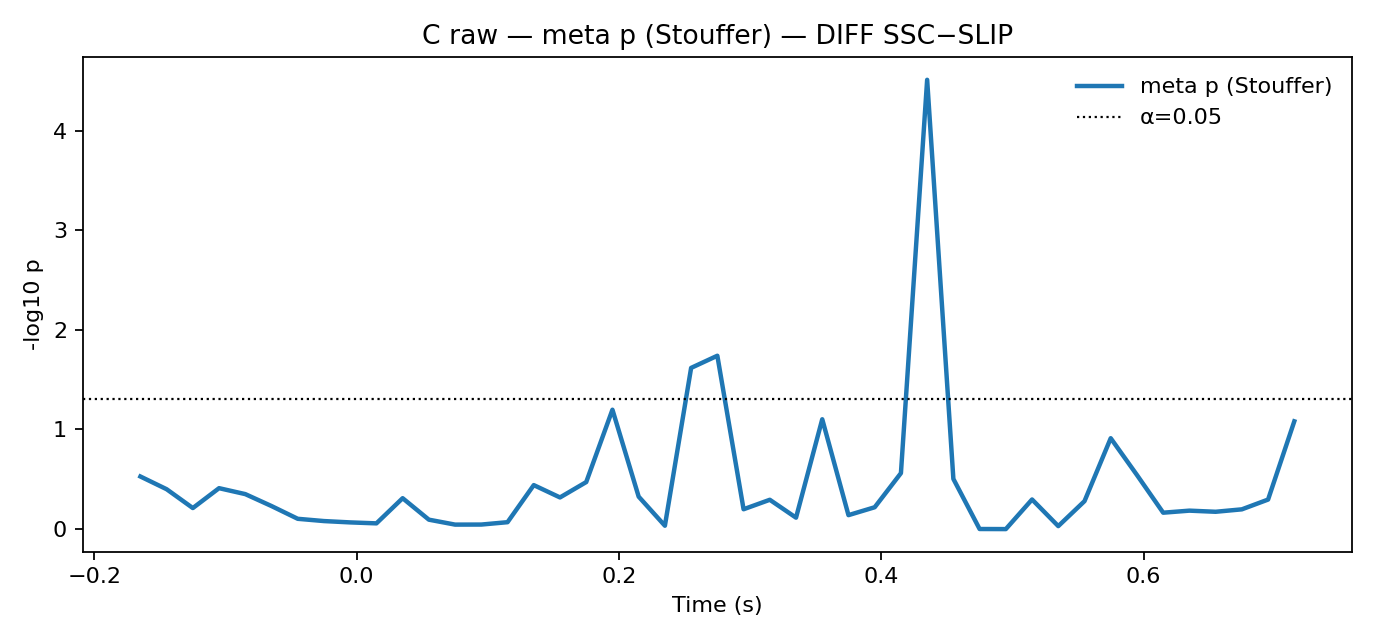 C raw — meta p (Stouffer) — DIFF SSC−SLIP
meta p (Stouffer)
α=0.05
-log10 p
4
3
2
1
0
−0.2
0.0
0.2
0.4
0.6
Time (s)